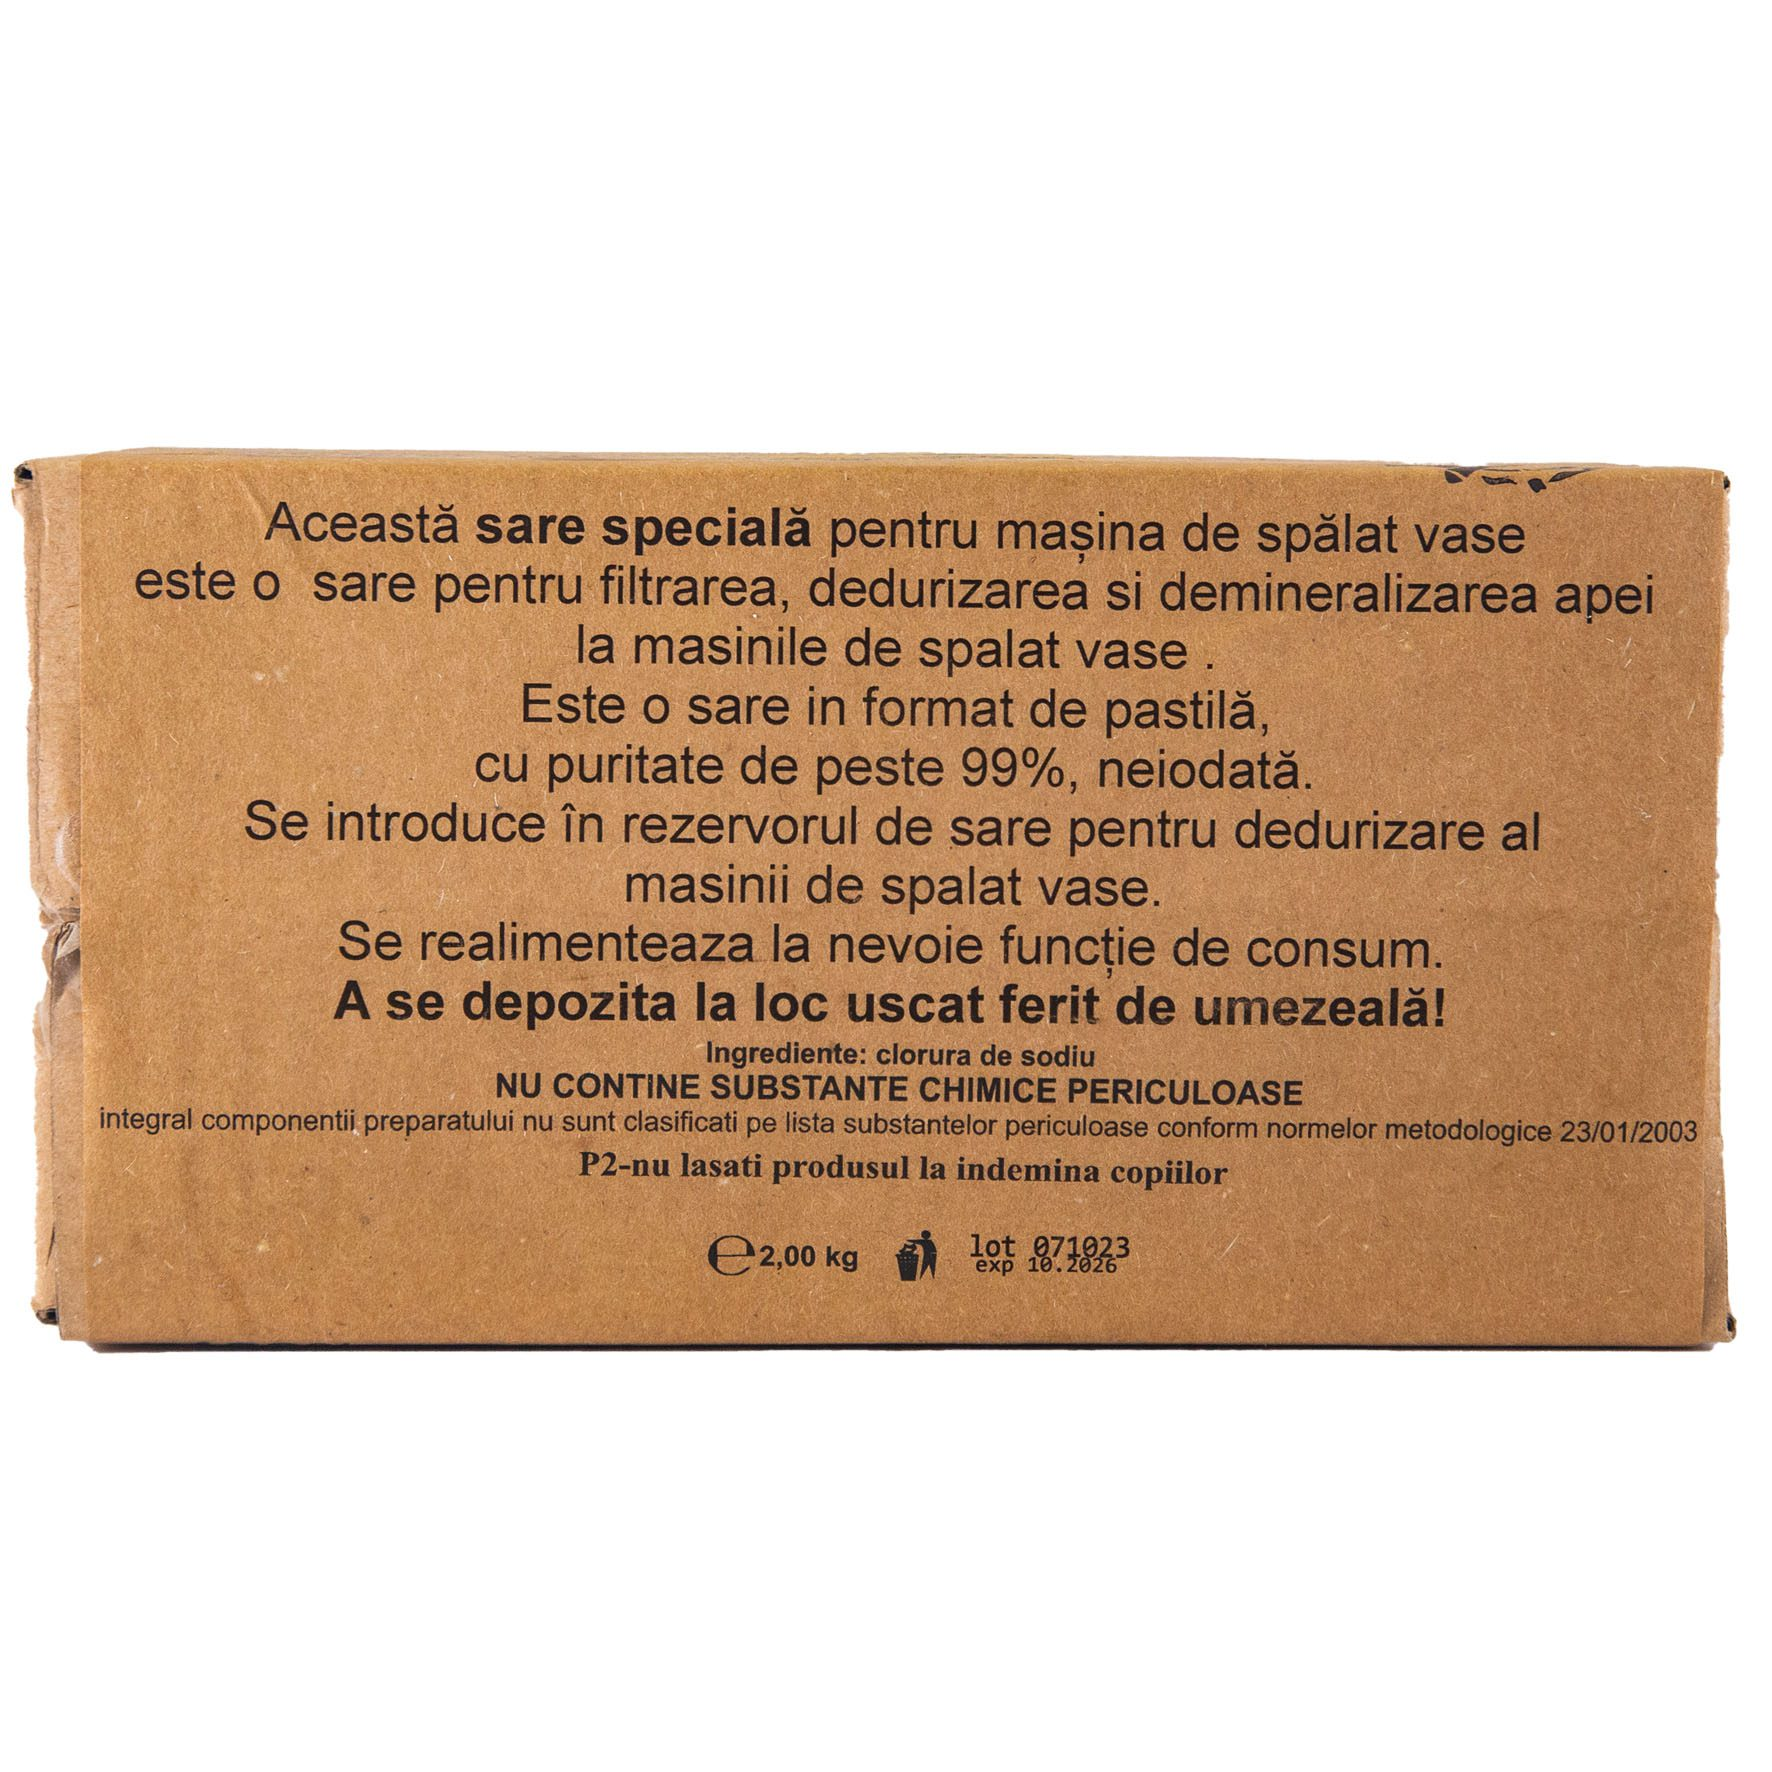 Această sare specială pentru mașina de spălat vase
este o sare pentru filtrarea, dedurizarea si demineralizarea apei
la masinile de spalat vase .
Este o sare in format de pastilă,
cu puritate de peste 99%, neiodată.
Se introduce în rezervorul de sare pentru dedurizare al
masinii de spalat vase.
Se realimenteaza la nevoie funcție de consum.
A se depozita la loc uscat ferit de umezeală!
Ingrediente: clorura de sodiu
NU CONTINE SUBSTANTE CHIMICE PERICULOASE
integral componentii preparatului nu sunt clasificati pe lista substantelor periculoase conform normelor metodologice 23/01/2003
P2-nu lasati produsul la indemina copiilor
℮ 2,00 kg lot 071023
exp 10.2026